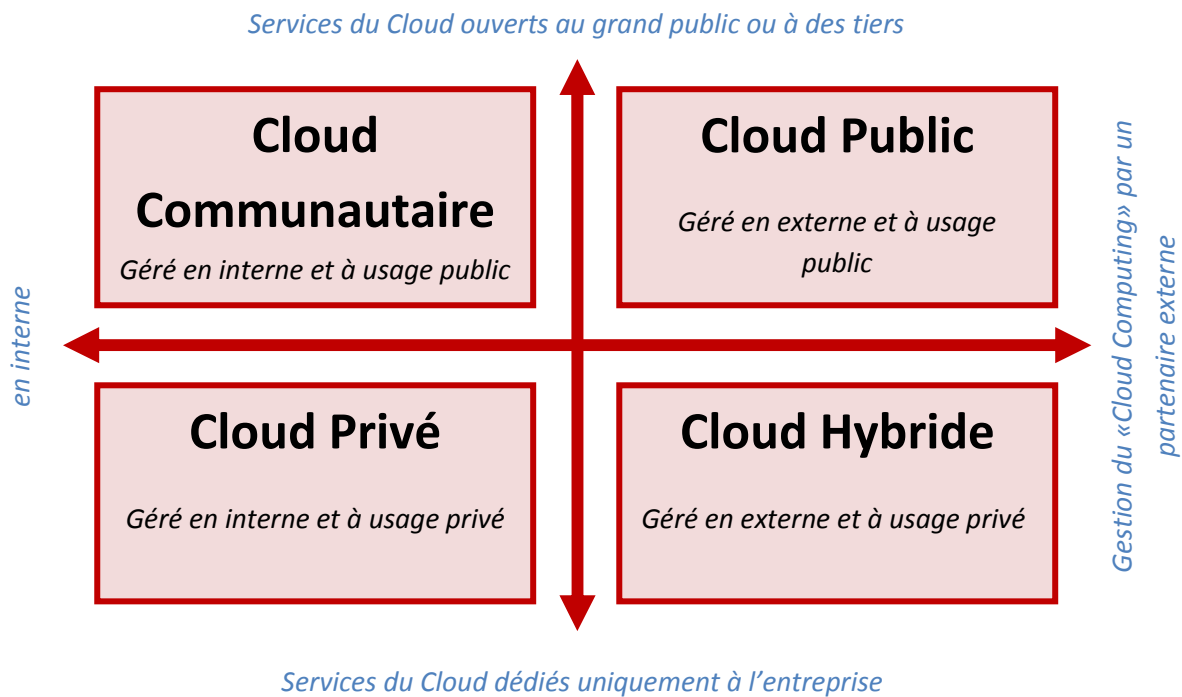 Services du Cloud ouverts au grand public ou à des tiers
Cloud
Communautaire
Géré en interne et à usage public
Cloud Public
Géré en externe et à usage
public
en interne
Gestion du «Cloud Computing» par un
partenaire externe
Cloud Privé
Géré en interne et à usage privé
Cloud Hybride
Géré en externe et à usage privé
Services du Cloud dédiés uniquement à l’entreprise